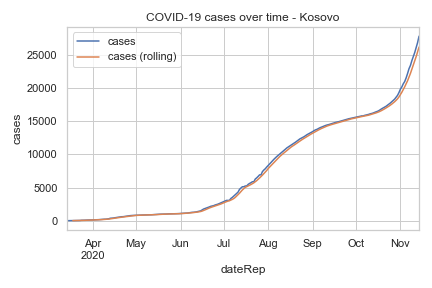 COVID-19 cases over time - Kosovo
cases
cases (rolling)
25000
20000
15000
10000
5000
0
cases
Apr May Jun Jul Aug Sep Oct Nov
2020
dateRep